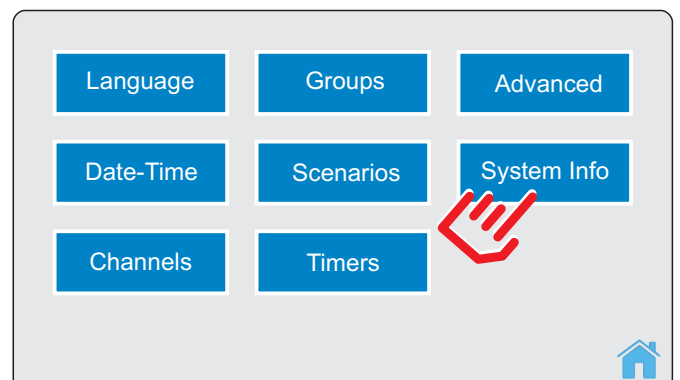 Language
Groups
Advanced
Date-Time
Scenarios
System Info
Channels
Timers